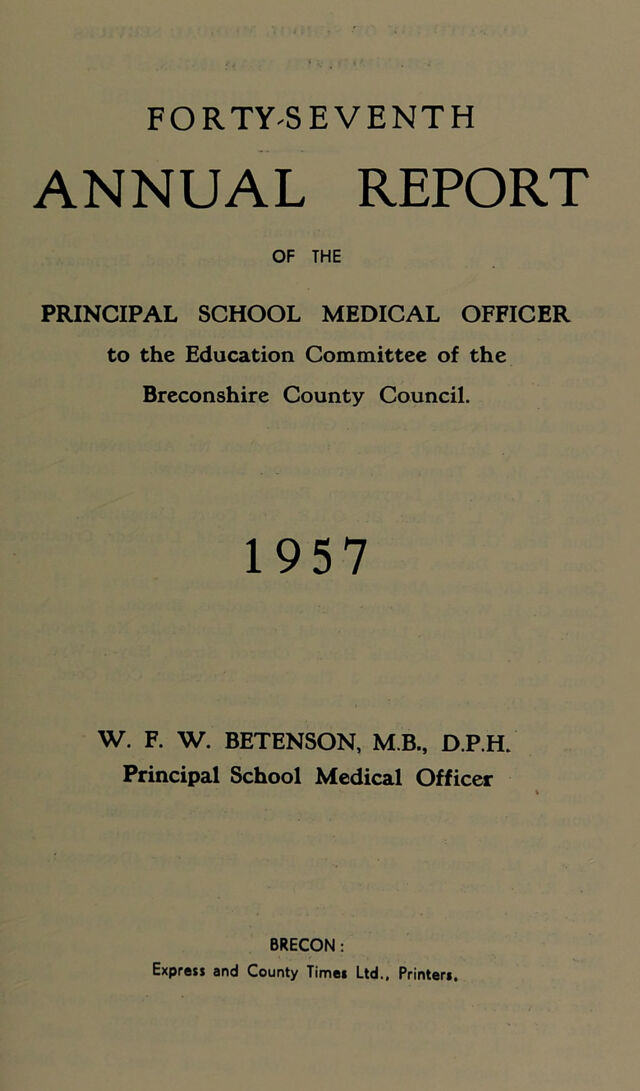 FORTY-SEVENTH
ANNUAL REPORT
OF THE
PRINCIPAL SCHOOL MEDICAL OFFICER
to the Education Committee of the
Breconshire County Council.
1957
W. F. W. BETENSON, M.B., D.P.H.
Principal School Medical Officer
BRECON :
Express and County Times Ltd., Printers.